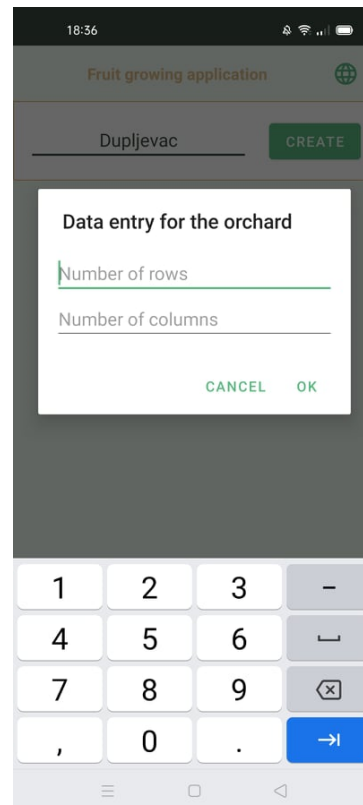 18:36
Fruit growing application
Dupljevac
CREATE
Data entry for the orchard
Number of rows
Number of columns
CANCEL OK
1 2 3 -
4 5 6
7 8 9
, 0 .